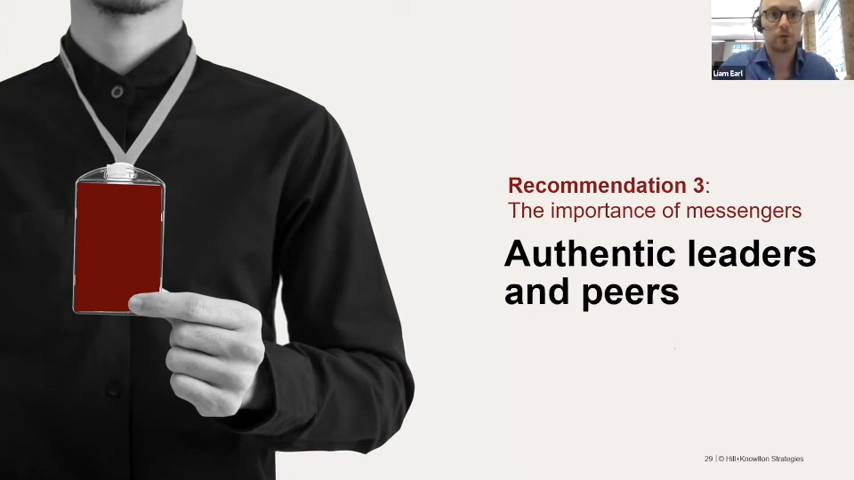 Liam Earl
Recommendation 3:
The importance of messengers
Authentic leaders
and peers
29 | © Hill+Knowlton Strategies